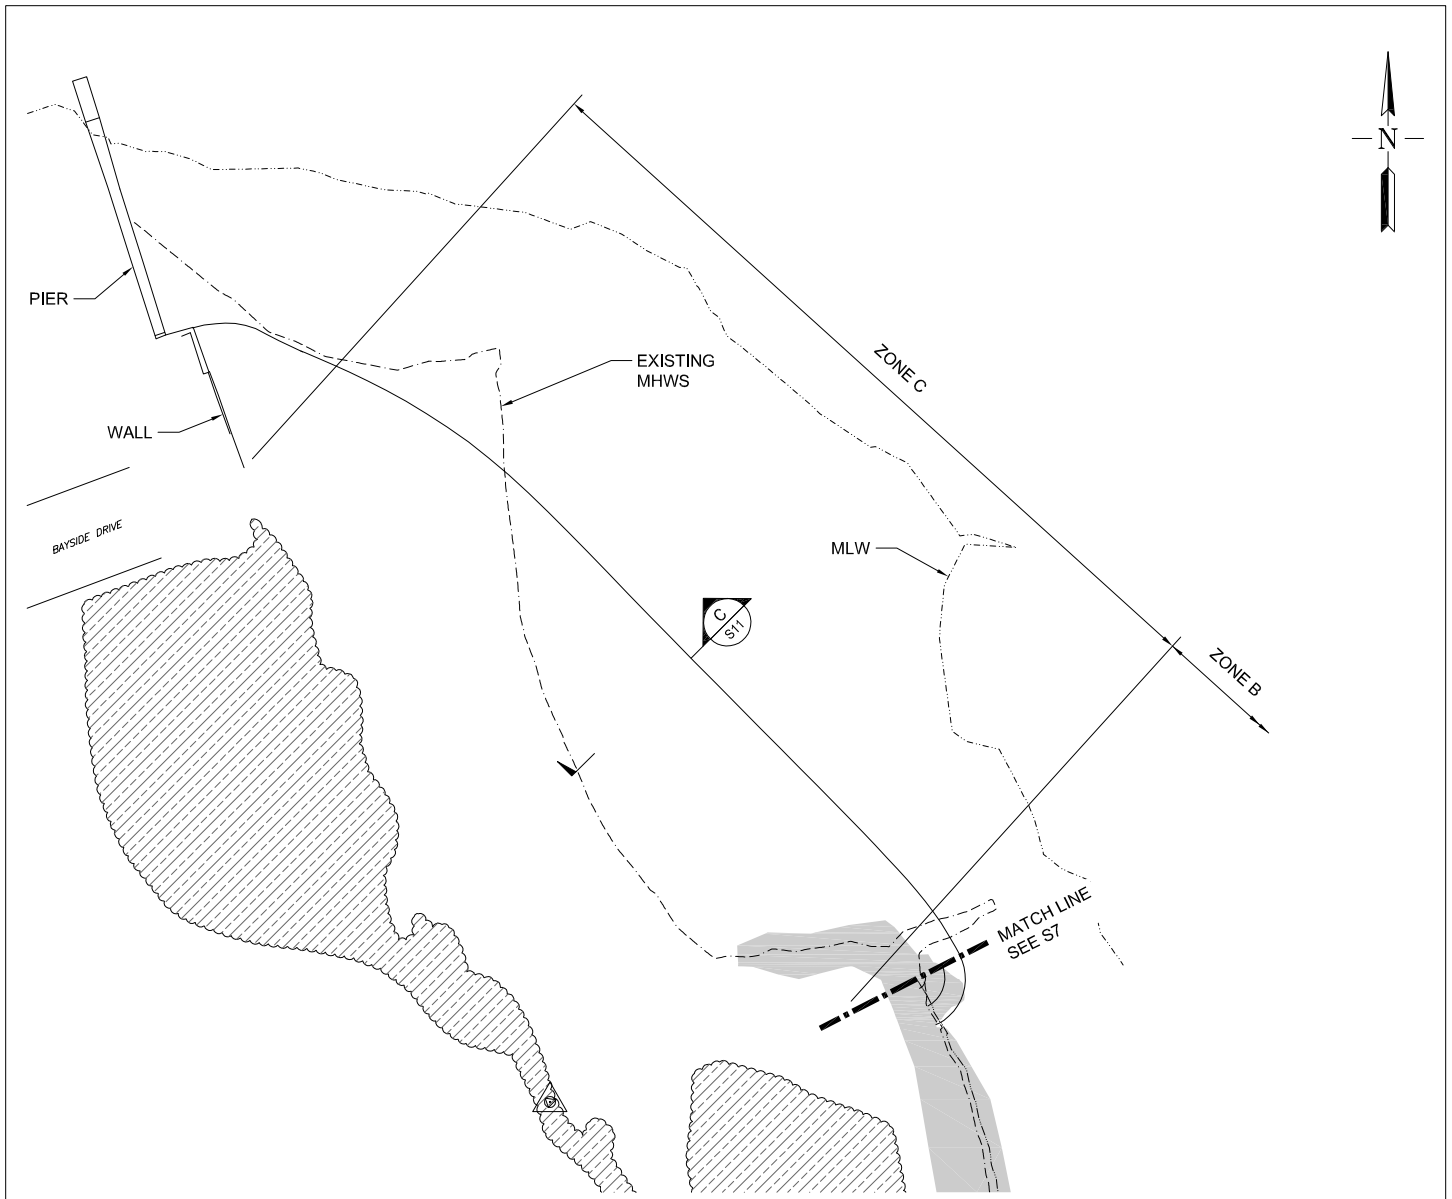 N
PIER
EXISTING
MHWS
ZONE C
WALL
BAYSIDE DRIVE
MLW
C
S11
ZONE B
MATCH LINE
SEE S7